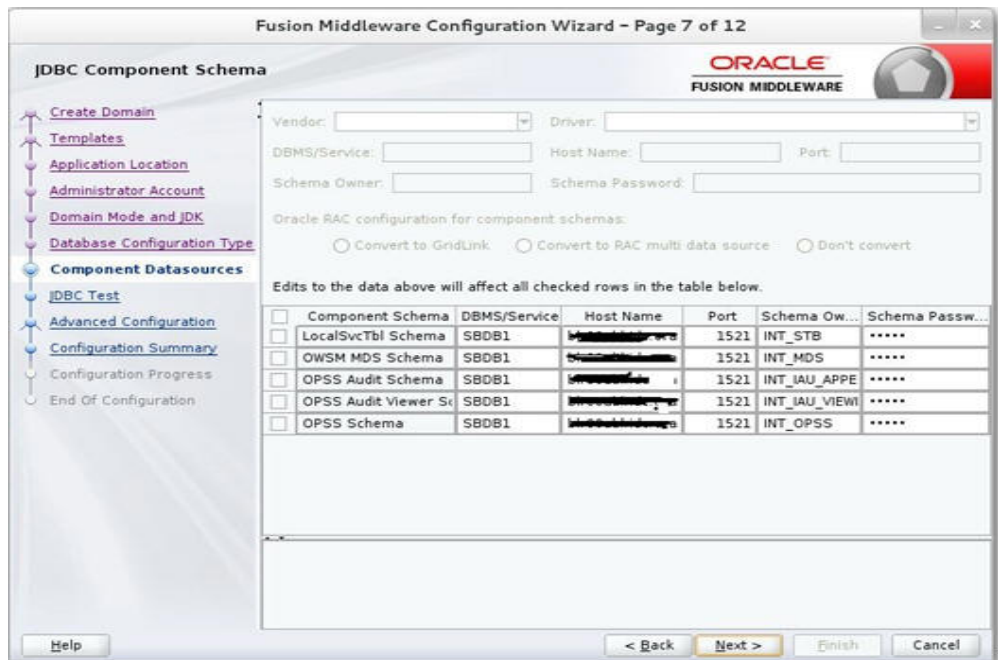 Fusion Middleware Configuration Wizard - Page 7 of 12
JDBC Component Schema
ORACLE
FUSION MIDDLEWARE
Create Domain
Templates
Application Location
Administrator Account
Domain Mode and JDK
Database Configuration Type
Component Datasources
JDBC Test
Advanced Configuration
Configuration Summary
Configuration Progress
End Of Configuration
Vendor: Driver:
DBMS/Service: Host Name: Port:
Schema Owner: Schema Password:
Oracle RAC configuration for component schemas:
Convert to GridLink Convert to RAC multi data source Don't convert
Edits to the data above will affect all checked rows in the table below.
Component Schema DBMS/Service Host Name Port Schema Ow... Schema Passw...
LocalSvcTbl Schema SBDB1 1521 INT_STB •••••
OWSM MDS Schema SBDB1 1521 INT_MDS •••••
OPSS Audit Schema SBDB1 1521 INT_IAU_APPE •••••
OPSS Audit Viewer Sc SBDB1 1521 INT_IAU_VIEWI •••••
OPSS Schema SBDB1 1521 INT_OPSS •••••
Help < Back Next > Finish Cancel